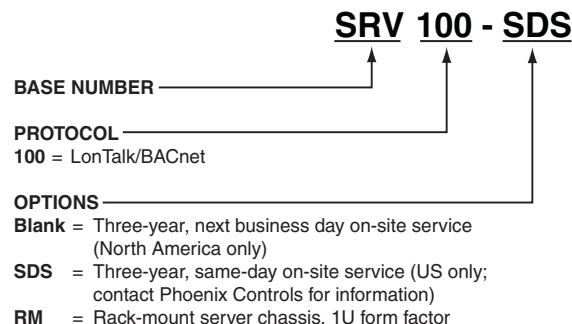 SRV 100 - SDS
BASE NUMBER
PROTOCOL
100 = LonTalk/BACnet
OPTIONS
Blank = Three-year, next business day on-site service
(North America only)
SDS = Three-year, same-day on-site service (US only;
contact Phoenix Controls for information)
RM = Rack-mount server chassis, 1U form factor